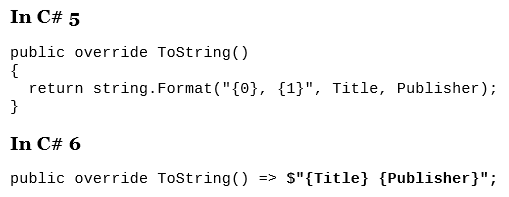 In C# 5
public override ToString()
{
  return string.Format("{0}, {1}", Title, Publisher);
}
In C# 6
public override ToString() => $"{Title} {Publisher}";